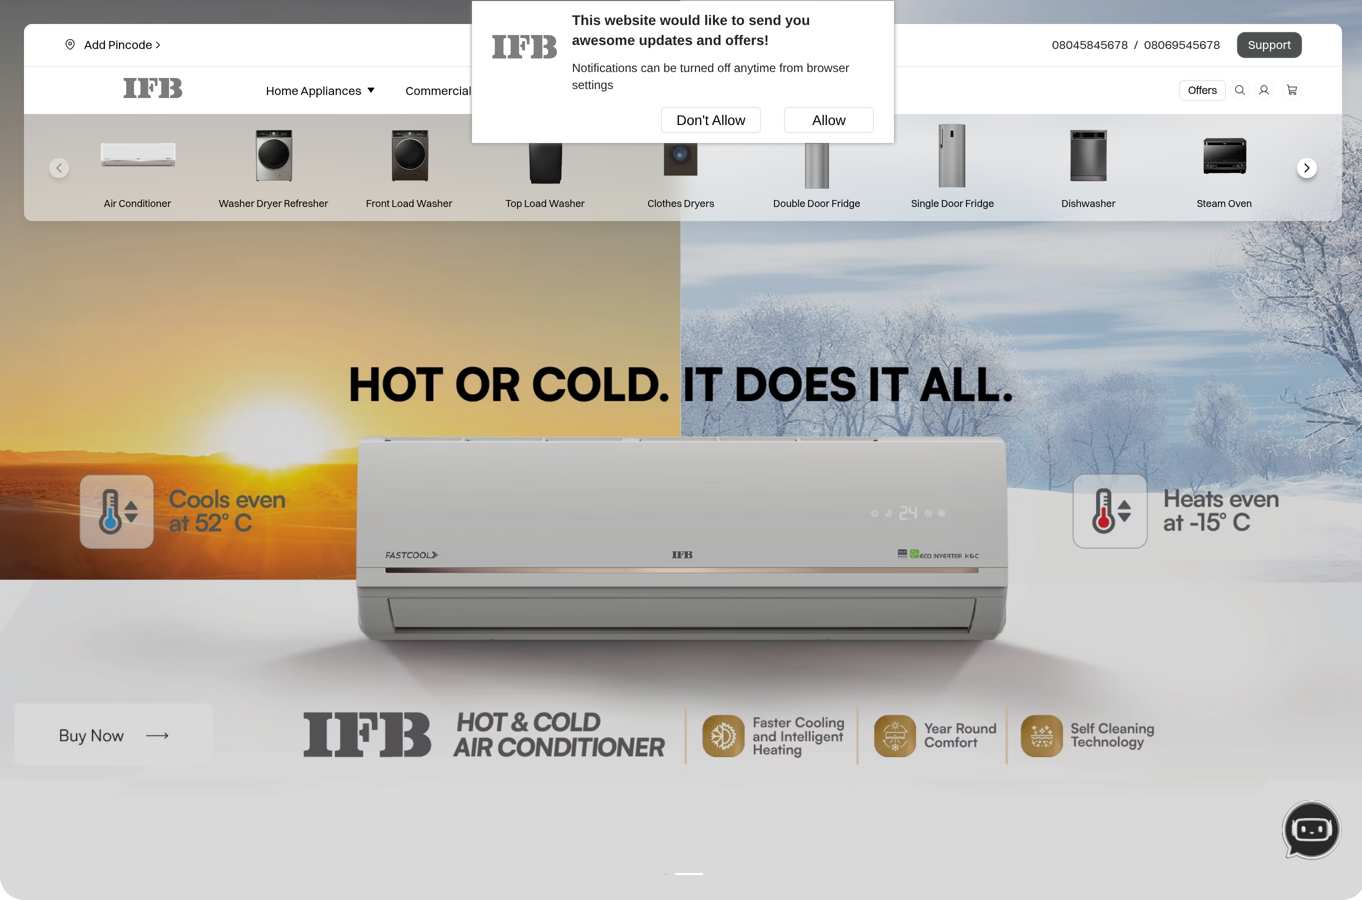 This website would like to send you
awesome updates and offers!
Notifications can be turned off anytime from browser
settings
Don't Allow
Allow
IFB
Add Pincode
08045845678 / 08069545678
Support
IFB
Home Appliances
Commercial
Offers
Air Conditioner
Washer Dryer Refresher
Front Load Washer
Top Load Washer
Clothes Dryers
Double Door Fridge
Single Door Fridge
Dishwasher
Steam Oven
HOT OR COLD. IT DOES IT ALL.
Cools even
at 52° C
Heats even
at -15° C
24
FASTCOOL
IFB
ECO INVERTER H&C
Buy Now
IFB
HOT & COLD
AIR CONDITIONER
Faster Cooling
and Intelligent
Heating
Year Round
Comfort
Self Cleaning
Technology